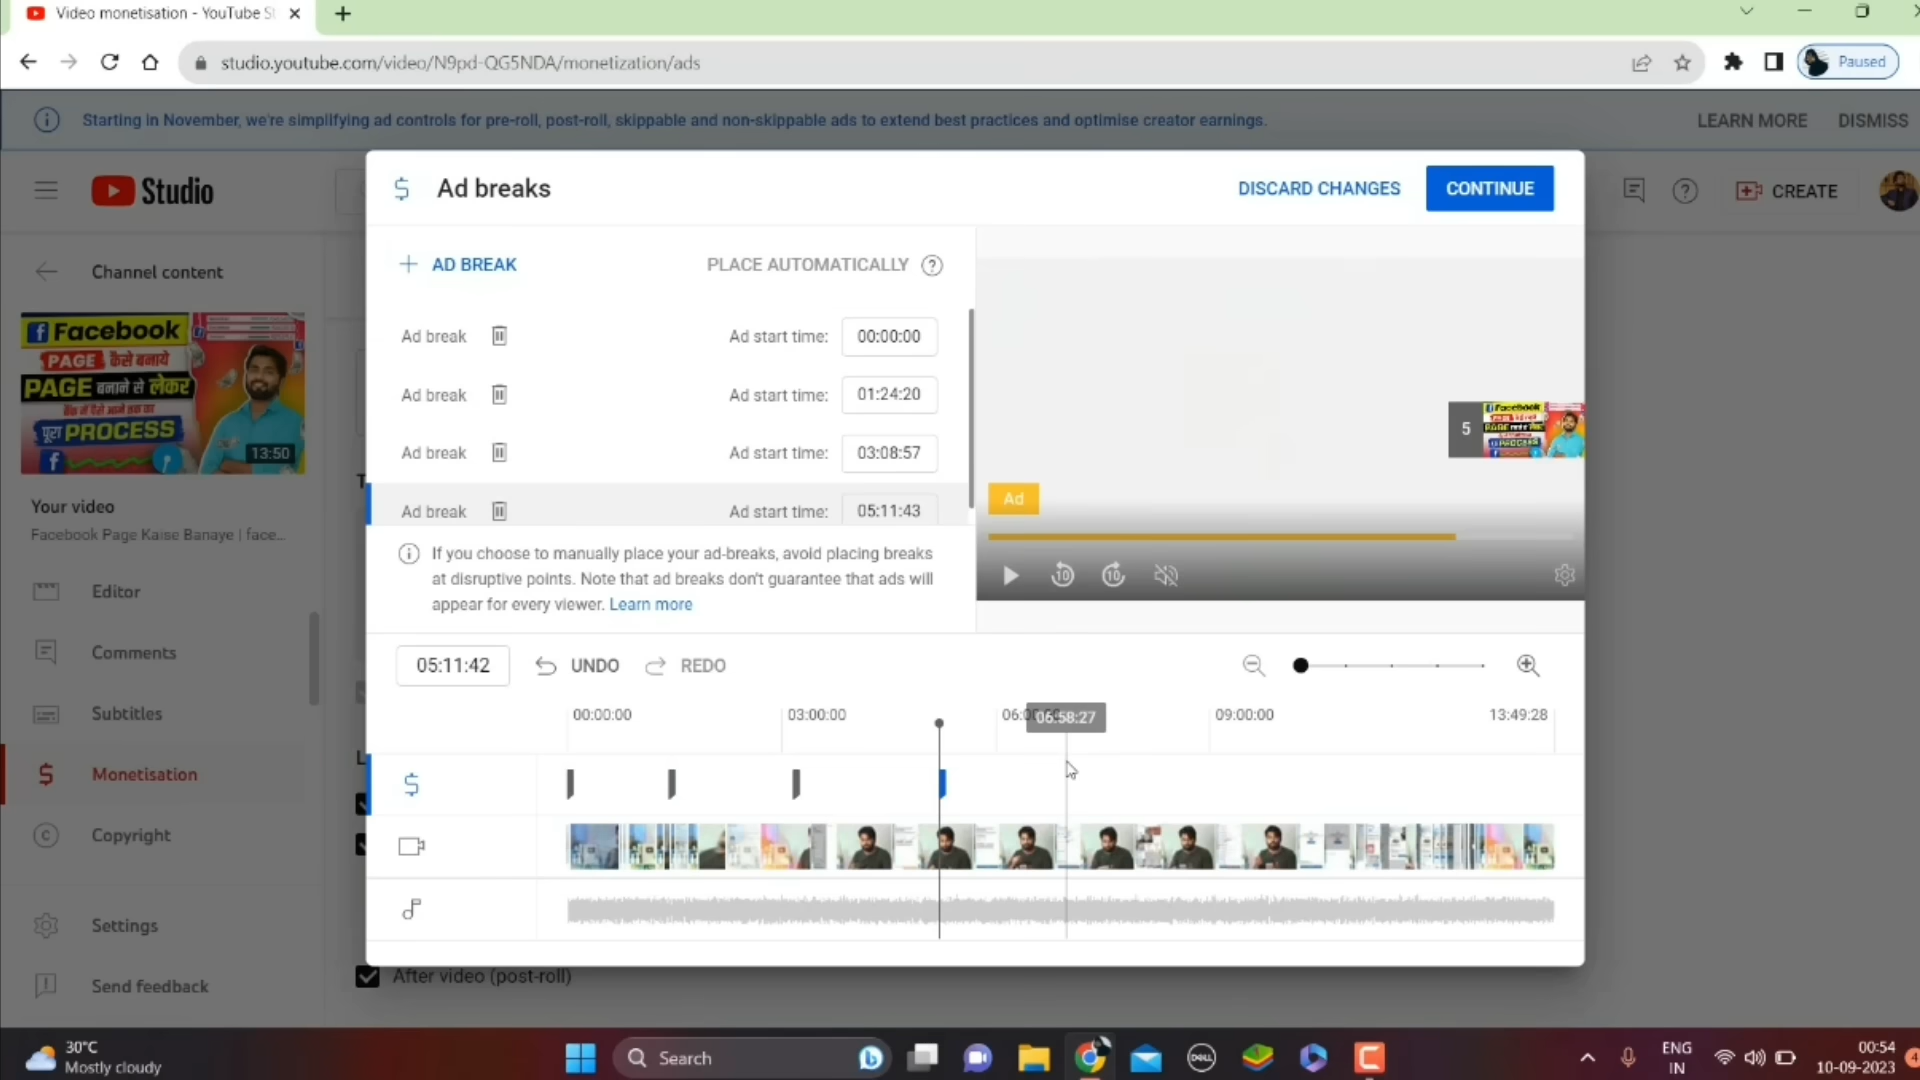 Video monetisation - YouTube St
studio.youtube.com/video/N9pd-QG5NDA/monetization/ads
Paused
Starting in November, we're simplifying ad controls for pre-roll, post-roll, skippable and non-skippable ads to extend best practices and optimise creator earnings.
LEARN MORE
DISMISS
Studio
CREATE
Channel content
Facebook
PAGE कैसे बनाये
PAGE बनाने से लेकर
पूरा PROCESS
13:50
Your video
Facebook Page Kaise Banaye | face...
Editor
Comments
Subtitles
Monetisation
Copyright
Settings
Send feedback
Ad breaks
DISCARD CHANGES
CONTINUE
AD BREAK
PLACE AUTOMATICALLY
Ad break
Ad start time:
00:00:00
Ad break
Ad start time:
01:24:20
Ad break
Ad start time:
03:08:57
Ad break
Ad start time:
05:11:43
If you choose to manually place your ad-breaks, avoid placing breaks
at disruptive points. Note that ad breaks don't guarantee that ads will
appear for every viewer. Learn more
5
Facebook
Ad
10
10
05:11:42
UNDO
REDO
00:00:00
03:00:00
06:58:27
09:00:00
13:49:28
After video (post-roll)
30°C
Mostly cloudy
Search
DELL
ENG
IN
00:54
10-09-2023
4